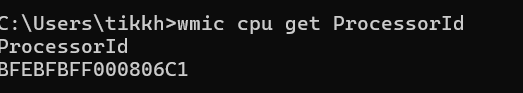 C:\Users\tikkh>wmic cpu get ProcessorId
ProcessorId
BFEBFBFF000806C1